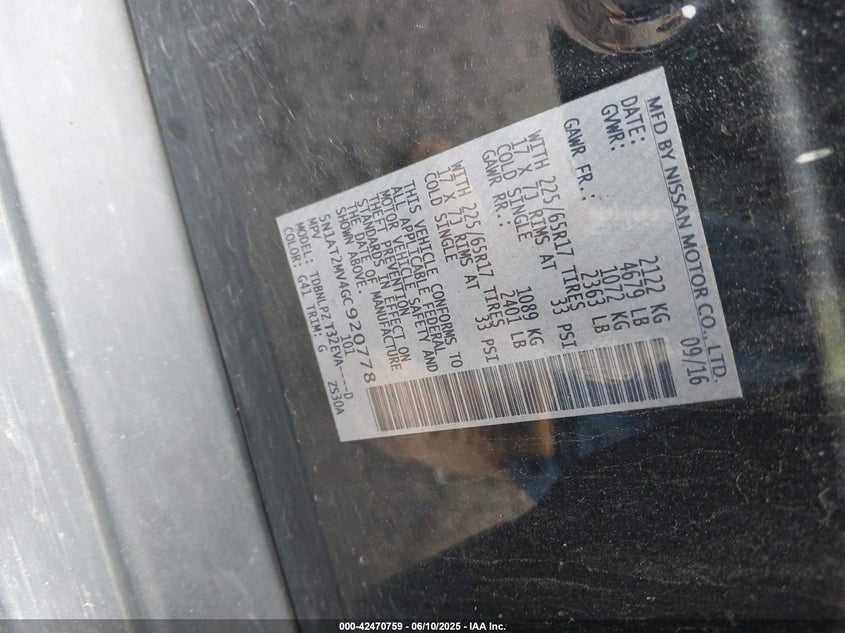 MFD BY NISSAN MOTOR CO., LTD.
DATE: 09/16
GVWR: 2122 KG
4679 LB
GAWR FR.: 1072 KG
2363 LB
WITH 225/65R17 TIRES
17 X 7J RIMS AT 33 PSI
COLD SINGLE
GAWR RR.: 1089 KG
2401 LB
WITH 225/65R17 TIRES
17 X 7J RIMS AT 33 PSI
COLD SINGLE
THIS VEHICLE CONFORMS TO
ALL APPLICABLE FEDERAL
MOTOR VEHICLE SAFETY AND
THEFT PREVENTION
STANDARDS IN EFFECT ON
THE DATE OF MANUFACTURE
SHOWN ABOVE.
5N1AT2MV4GC920778
MPV 101
MODEL: TDBNLPZ T32EVA----D
COLOR: C41 TRIM: G ZS30A
000-42470759 - 06/10/2025 - IAA Inc.